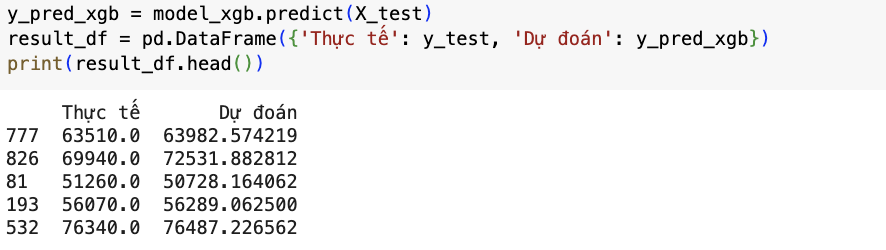 y_pred_xgb = model_xgb.predict(X_test)
result_df = pd.DataFrame({'Thực tế': y_test, 'Dự đoán': y_pred_xgb})
print(result_df.head())
Thực tế Dự đoán
777 63510.0 63982.574219
826 69940.0 72531.882812
81 51260.0 50728.164062
193 56070.0 56289.062500
532 76340.0 76487.226562